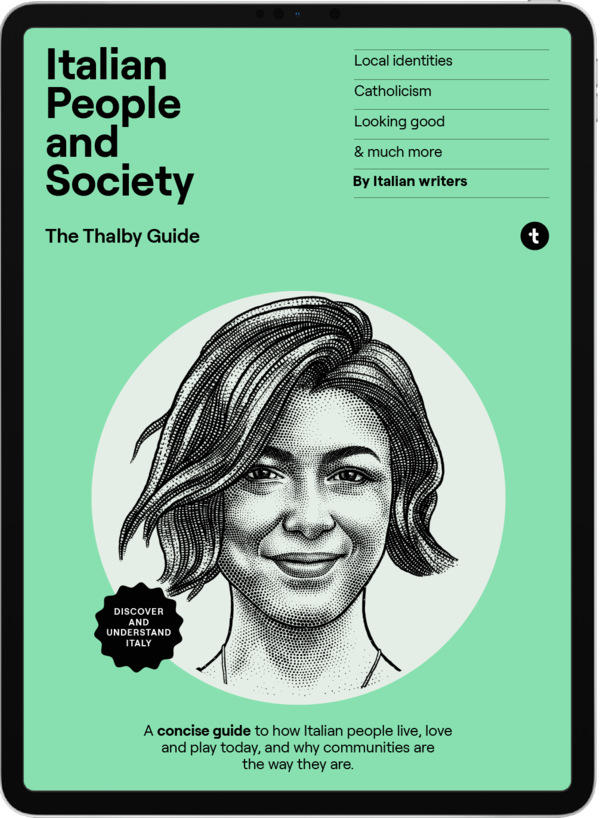 Italian
People
and
Society
The Thalby Guide
Local identities
Catholicism
Looking good
& much more
By Italian writers
t
DISCOVER
AND
UNDERSTAND
ITALY
A concise guide to how Italian people live, love
and play today, and why communities are
the way they are.